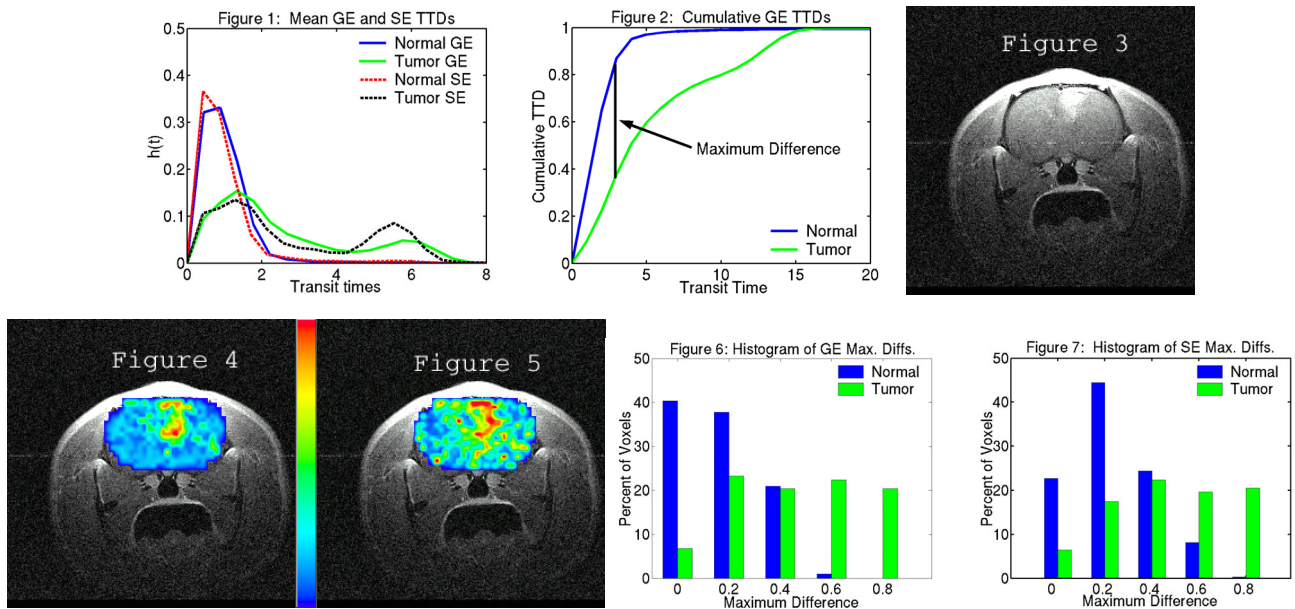 Figure 1: Mean GE and SE TTDs
0.5
0.4
0.3
0.2
0.1
0
h(t)
Normal GE
Tumor GE
Normal SE
Tumor SE
0 2 4 6 8
Transit times
Figure 2: Cumulative GE TTDs
1
0.8
0.6
0.4
0.2
0
Cumulative TTD
Maximum Difference
Normal
Tumor
0 5 10 15 20
Transit Time
Figure 3
Figure 4
Figure 5
Figure 6: Histogram of GE Max. Diffs.
50
40
30
20
10
0
Percent of Voxels
Normal
Tumor
0 0.2 0.4 0.6 0.8
Maximum Difference
Figure 7: Histogram of SE Max. Diffs.
50
40
30
20
10
0
Percent of Voxels
Normal
Tumor
0 0.2 0.4 0.6 0.8
Maximum Difference